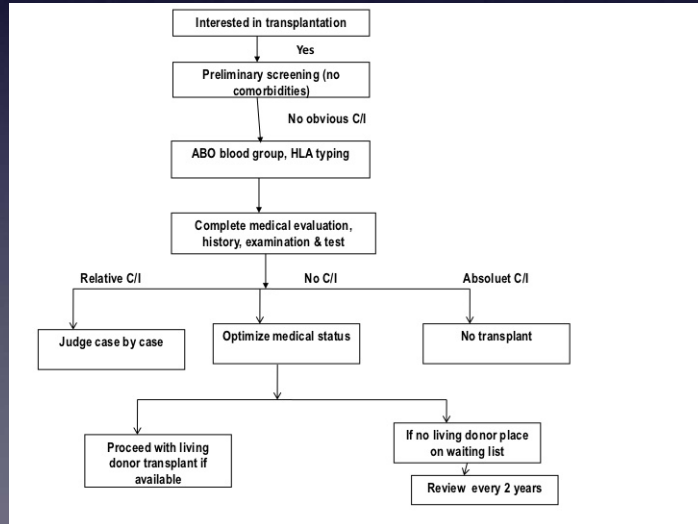 Interested in transplantation
Yes
Preliminary screening (no
comorbidities)
No obvious C/I
ABO blood group, HLA typing
Complete medical evaluation,
history, examination & test
Relative C/I
No C/I
Absoluet C/I
Judge case by case
Optimize medical status
No transplant
Proceed with living
donor transplant if
available
If no living donor place
on waiting list
Review every 2 years